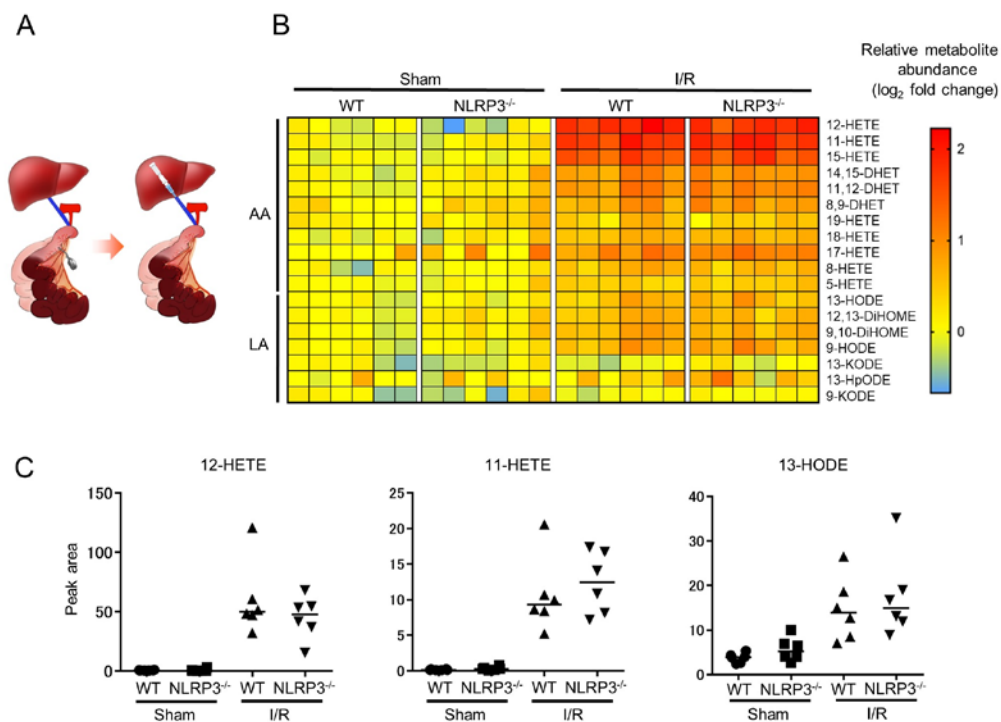 A
B
Relative metabolite
abundance
(log₂ fold change)
Sham
I/R
WT
NLRP3⁻/⁻
WT
NLRP3⁻/⁻
AA
LA
12-HETE
11-HETE
15-HETE
14,15-DHET
11,12-DHET
8,9-DHET
19-HETE
18-HETE
17-HETE
8-HETE
5-HETE
13-HODE
12,13-DiHOME
9,10-DiHOME
9-HODE
13-KODE
13-HpODE
9-KODE
2
1
0
C
12-HETE
Peak area
150
100
50
0
WT
NLRP3⁻/⁻
WT
NLRP3⁻/⁻
Sham
I/R
11-HETE
25
20
15
10
5
0
WT
NLRP3⁻/⁻
WT
NLRP3⁻/⁻
Sham
I/R
13-HODE
40
30
20
10
0
WT
NLRP3⁻/⁻
WT
NLRP3⁻/⁻
Sham
I/R